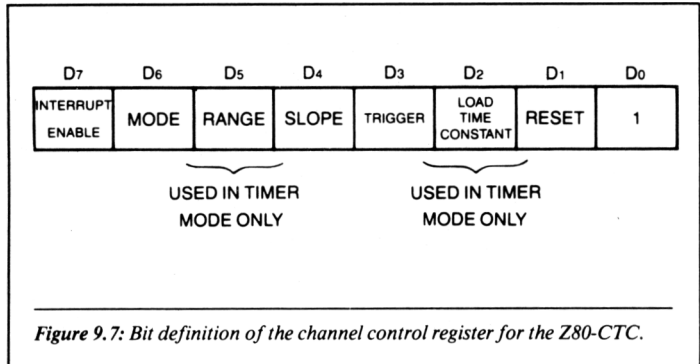 D7 D6 D5 D4 D3 D2 D1 D0
INTERRUPT
ENABLE
MODE
RANGE
SLOPE
TRIGGER
LOAD
TIME
CONSTANT
RESET
1
USED IN TIMER
MODE ONLY
USED IN TIMER
MODE ONLY
Figure 9.7: Bit definition of the channel control register for the Z80-CTC.